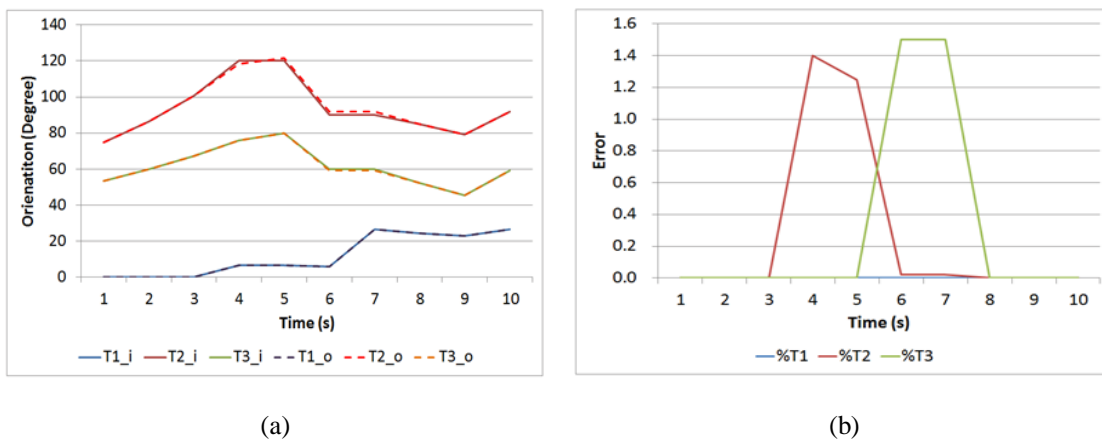 140
120
100
80
60
40
20
0
Orienatiton (Degree)
1 2 3 4 5 6 7 8 9 10
Time (s)
T1_i T2_i T3_i T1_o T2_o T3_o
(a)
1.6
1.4
1.2
1.0
0.8
0.6
0.4
0.2
0.0
Error
1 2 3 4 5 6 7 8 9 10
Time (s)
%T1 %T2 %T3
(b)